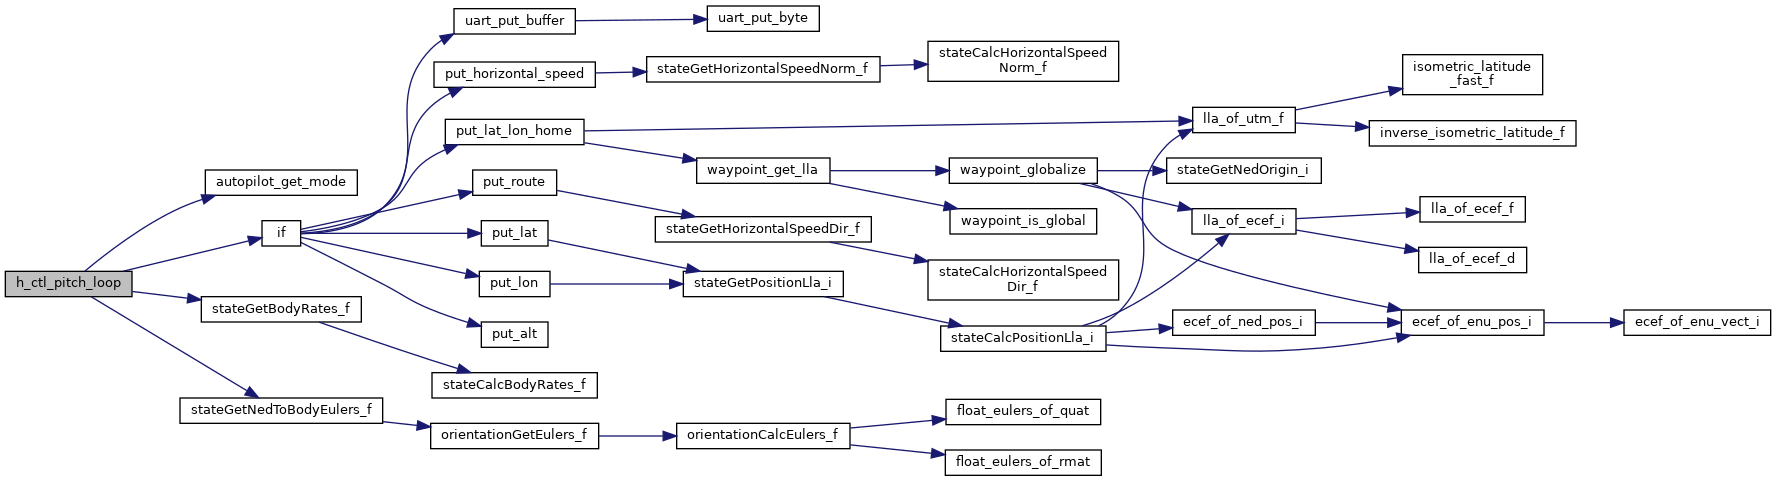 uart_put_buffer
uart_put_byte
put_horizontal_speed
stateGetHorizontalSpeedNorm_f
stateCalcHorizontalSpeed
Norm_f
isometric_latitude
_fast_f
put_lat_lon_home
lla_of_utm_f
inverse_isometric_latitude_f
autopilot_get_mode
put_route
waypoint_get_lla
waypoint_globalize
stateGetNedOrigin_i
if
put_lat
stateGetHorizontalSpeedDir_f
waypoint_is_global
lla_of_ecef_i
lla_of_ecef_f
lla_of_ecef_d
h_ctl_pitch_loop
put_lon
stateGetPositionLla_i
stateCalcHorizontalSpeed
Dir_f
stateGetBodyRates_f
put_alt
stateCalcPositionLla_i
ecef_of_ned_pos_i
ecef_of_enu_pos_i
ecef_of_enu_vect_i
stateCalcBodyRates_f
stateGetNedToBodyEulers_f
orientationGetEulers_f
orientationCalcEulers_f
float_eulers_of_quat
float_eulers_of_rmat